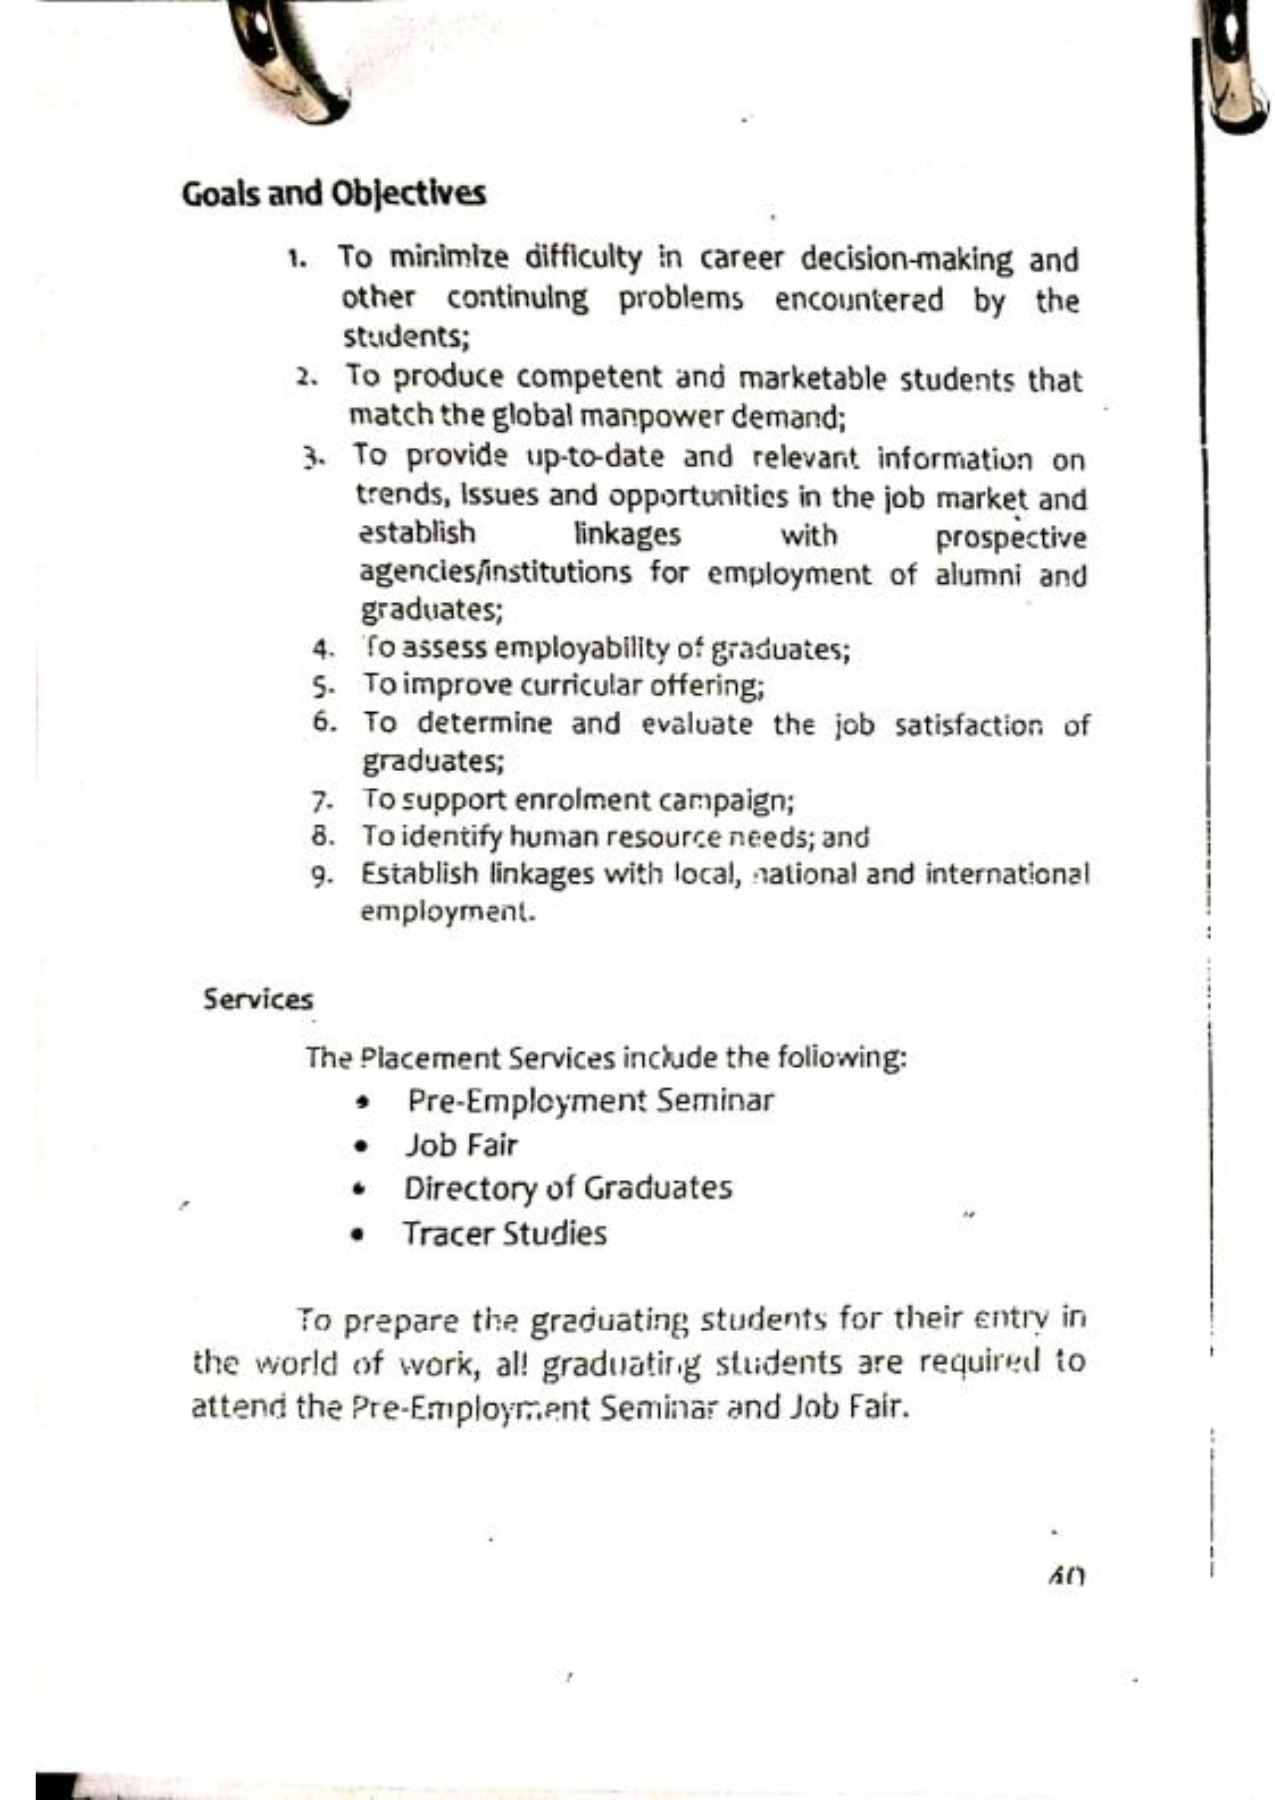 Goals and Objectives
1. To minimize difficulty in career decision-making and
other continuing problems encountered by the
students;
2. To produce competent and marketable students that
match the global manpower demand;
3. To provide up-to-date and relevant information on
trends, issues and opportunities in the job market and
establish linkages with prospective
agencies/institutions for employment of alumni and
graduates;
4. To assess employability of graduates;
5. To improve curricular offering;
6. To determine and evaluate the job satisfaction of
graduates;
7. To support enrolment campaign;
8. To identify human resource needs; and
9. Establish linkages with local, national and international
employment.
Services
The Placement Services include the following:
• Pre-Employment Seminar
• Job Fair
• Directory of Graduates
• Tracer Studies
To prepare the graduating students for their entry in
the world of work, all graduating students are required to
attend the Pre-Employment Seminar and Job Fair.